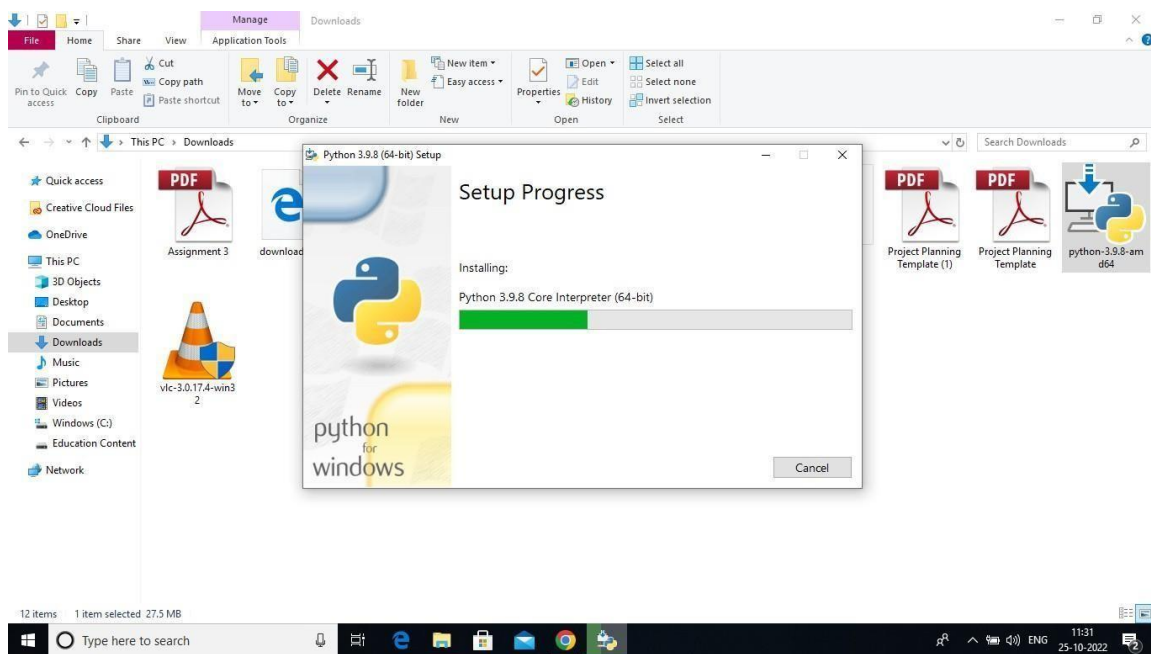 Manage
Downloads
File Home Share View Application Tools
Pin to Quick access
Copy
Paste
Cut
Copy path
Paste shortcut
Clipboard
Move to
Copy to
Delete
Rename
Organize
New folder
New item
Easy access
New
Properties
Open
Edit
History
Open
Select all
Select none
Invert selection
Select
This PC > Downloads
Search Downloads
Quick access
Creative Cloud Files
OneDrive
This PC
3D Objects
Desktop
Documents
Downloads
Music
Pictures
Videos
Windows (C:)
Education Content
Network
PDF
Assignment 3
download
vlc-3.0.17.4-win3
2
Python 3.9.8 (64-bit) Setup
Setup Progress
Installing:
Python 3.9.8 Core Interpreter (64-bit)
python
for
windows
Cancel
PDF
Project Planning
Template (1)
PDF
Project Planning
Template
python-3.9.8-am
d64
12 items 1 item selected 27.5 MB
Type here to search
ENG
11:31
25-10-2022
2